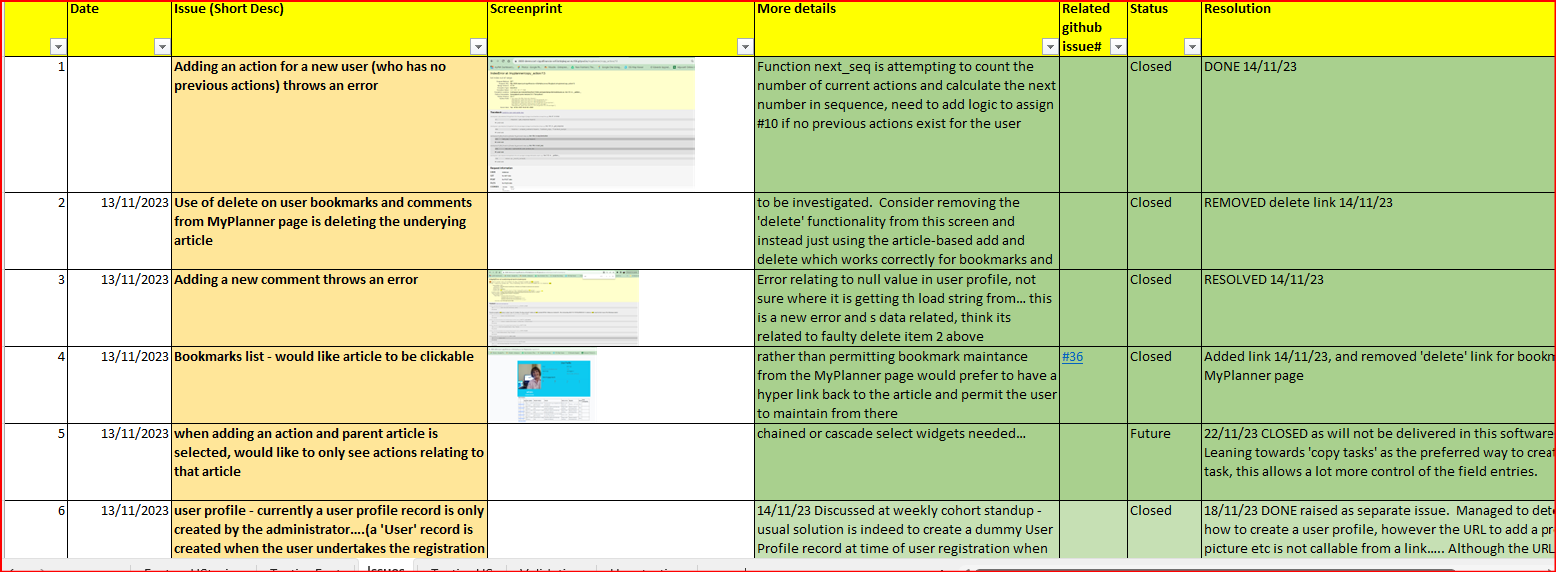 Date
Issue (Short Desc)
Screenprint
More details
Related
github
issue#
Status
Resolution
1
Adding an action for a new user (who has no
previous actions) throws an error
Function next_seq is attempting to count the
number of current actions and calculate the next
number in sequence, need to add logic to assign
#10 if no previous actions exist for the user
Closed
DONE 14/11/23
2
13/11/2023
Use of delete on user bookmarks and comments
from MyPlanner page is deleting the underying
article
to be investigated. Consider removing the
'delete' functionality from this screen and
instead just using the article-based add and
delete which works correctly for bookmarks and
Closed
REMOVED delete link 14/11/23
3
13/11/2023
Adding a new comment throws an error
Error relating to null value in user profile, not
sure where it is getting th load string from... this
is a new error and s data related, think its
related to faulty delete item 2 above
Closed
RESOLVED 14/11/23
4
13/11/2023
Bookmarks list - would like article to be clickable
rather than permitting bookmark maintance
from the MyPlanner page would prefer to have a
hyper link back to the article and permit the user
to maintain from there
#36
Closed
Added link 14/11/23, and removed 'delete' link for bookm
MyPlanner page
5
13/11/2023
when adding an action and parent article is
selected, would like to only see actions relating to
that article
chained or cascade select widgets needed...
Future
22/11/23 CLOSED as will not be delivered in this software
Leaning towards 'copy tasks' as the preferred way to creat
task, this allows a lot more control of the field entries.
6
13/11/2023
user profile - currently a user profile record is only
created by the administrator....(a 'User' record is
created when the user undertakes the registration
14/11/23 Discussed at weekly cohort standup -
usual solution is indeed to create a dummy User
Profile record at time of user registration when
Closed
18/11/23 DONE raised as separate issue. Managed to dete
how to create a user profile, however the URL to add a pr
picture etc is not callable from a link..... Although the URL